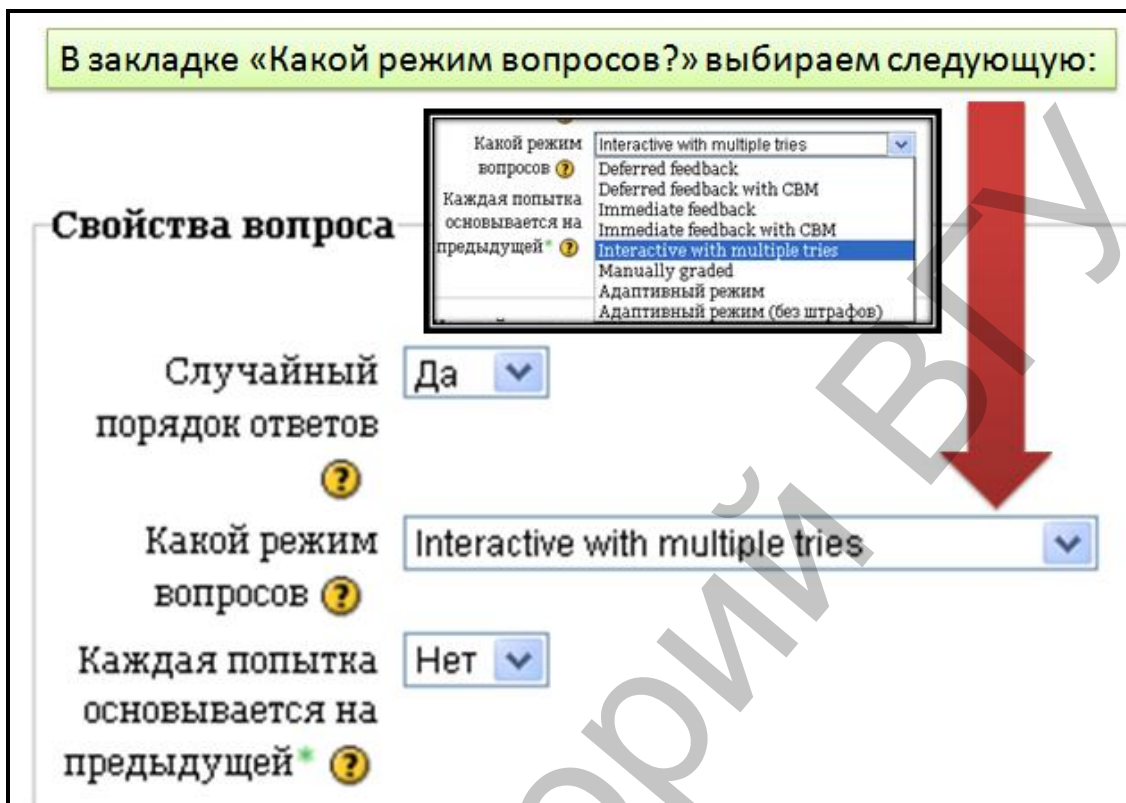 В закладке «Какой режим вопросов?» выбираем следующую:
Какой режим
вопросов
Interactive with multiple tries
Каждая попытка
основывается на
предыдущей*
Deferred feedback
Deferred feedback with CBM
Immediate feedback
Immediate feedback with CBM
Interactive with multiple tries
Manually graded
Адаптивный режим
Адаптивный режим (без штрафов)
Свойства вопроса
Случайный
порядок ответов
Да
Какой режим
вопросов
Interactive with multiple tries
Каждая попытка
основывается на
предыдущей*
Нет
ВГУ